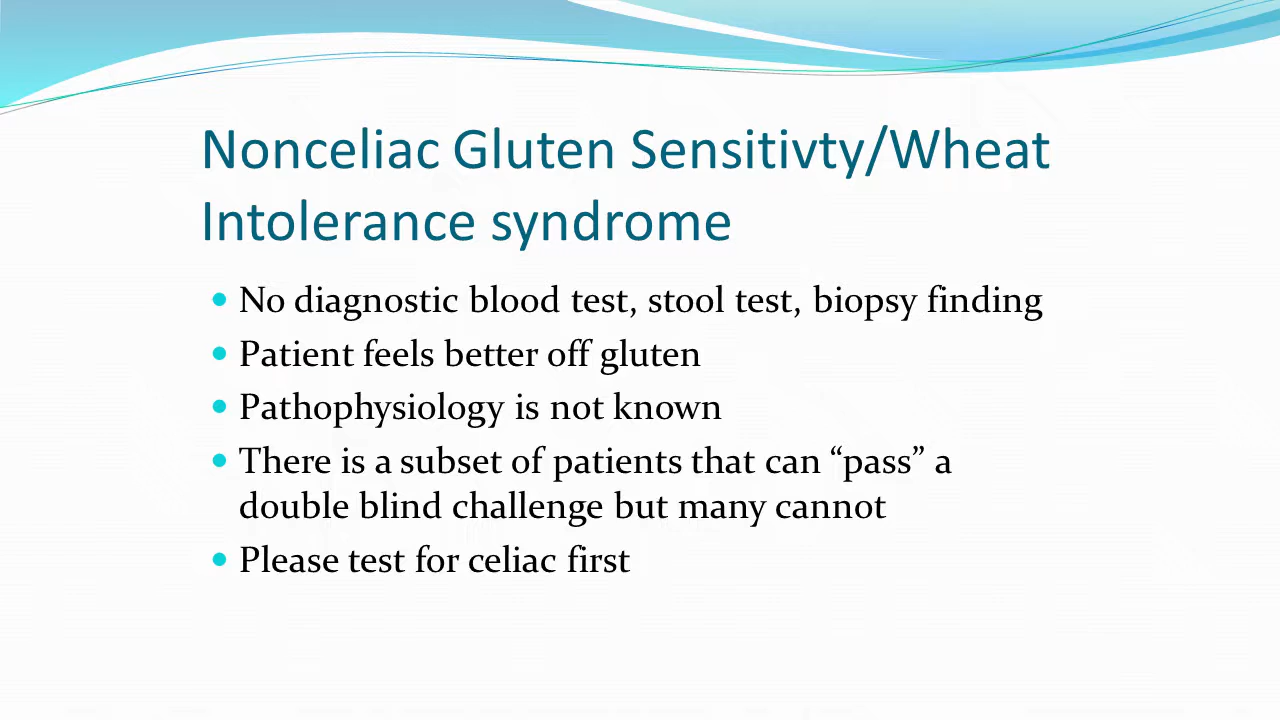 Nonceliac Gluten Sensitivty/Wheat
Intolerance syndrome
• No diagnostic blood test, stool test, biopsy finding
• Patient feels better off gluten
• Pathophysiology is not known
• There is a subset of patients that can “pass” a
double blind challenge but many cannot
• Please test for celiac first